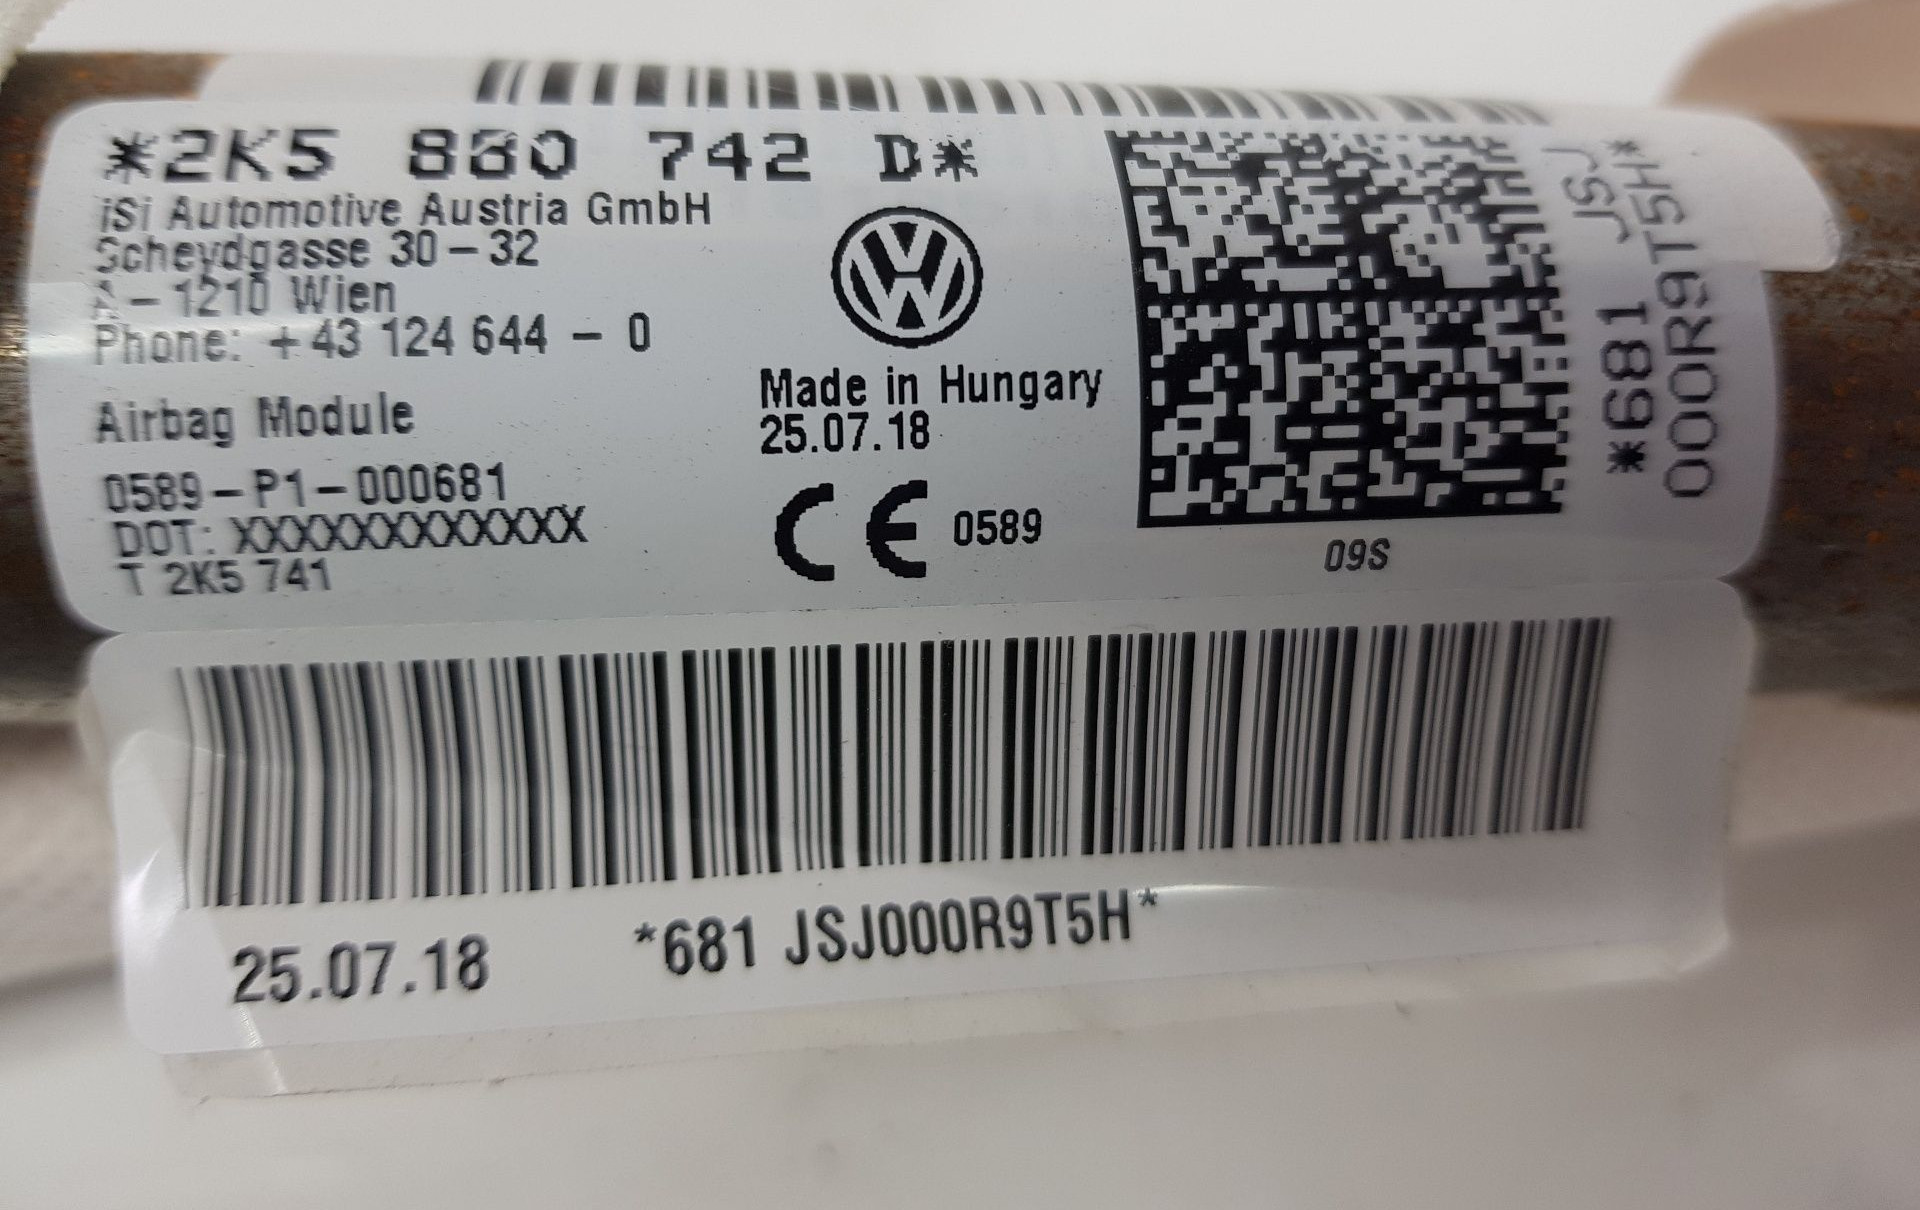 *2K5 880 742 D*
iSi Automotive Austria GmbH
Scheydgasse 30-32
A-1210 Wien
Phone: +43 124 644 - 0
Airbag Module
0589-P1-000681
DOT: XXXXXXXXXXXXX
T 2K5 741
Made in Hungary
25.07.18
CE 0589
09S
*681 JSJ
000R9T5H*
25.07.18 *681 JSJ000R9T5H*